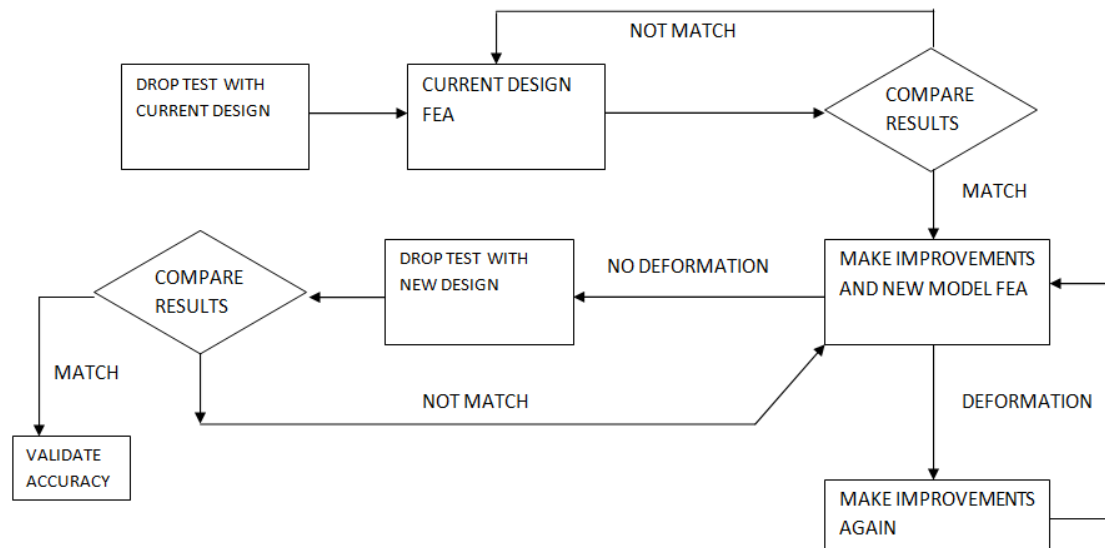 NOT MATCH
DROP TEST WITH
CURRENT DESIGN
CURRENT DESIGN
FEA
COMPARE
RESULTS
MATCH
COMPARE
RESULTS
DROP TEST WITH
NEW DESIGN
NO DEFORMATION
MAKE IMPROVEMENTS
AND NEW MODEL FEA
MATCH
NOT MATCH
DEFORMATION
VALIDATE
ACCURACY
MAKE IMPROVEMENTS
AGAIN